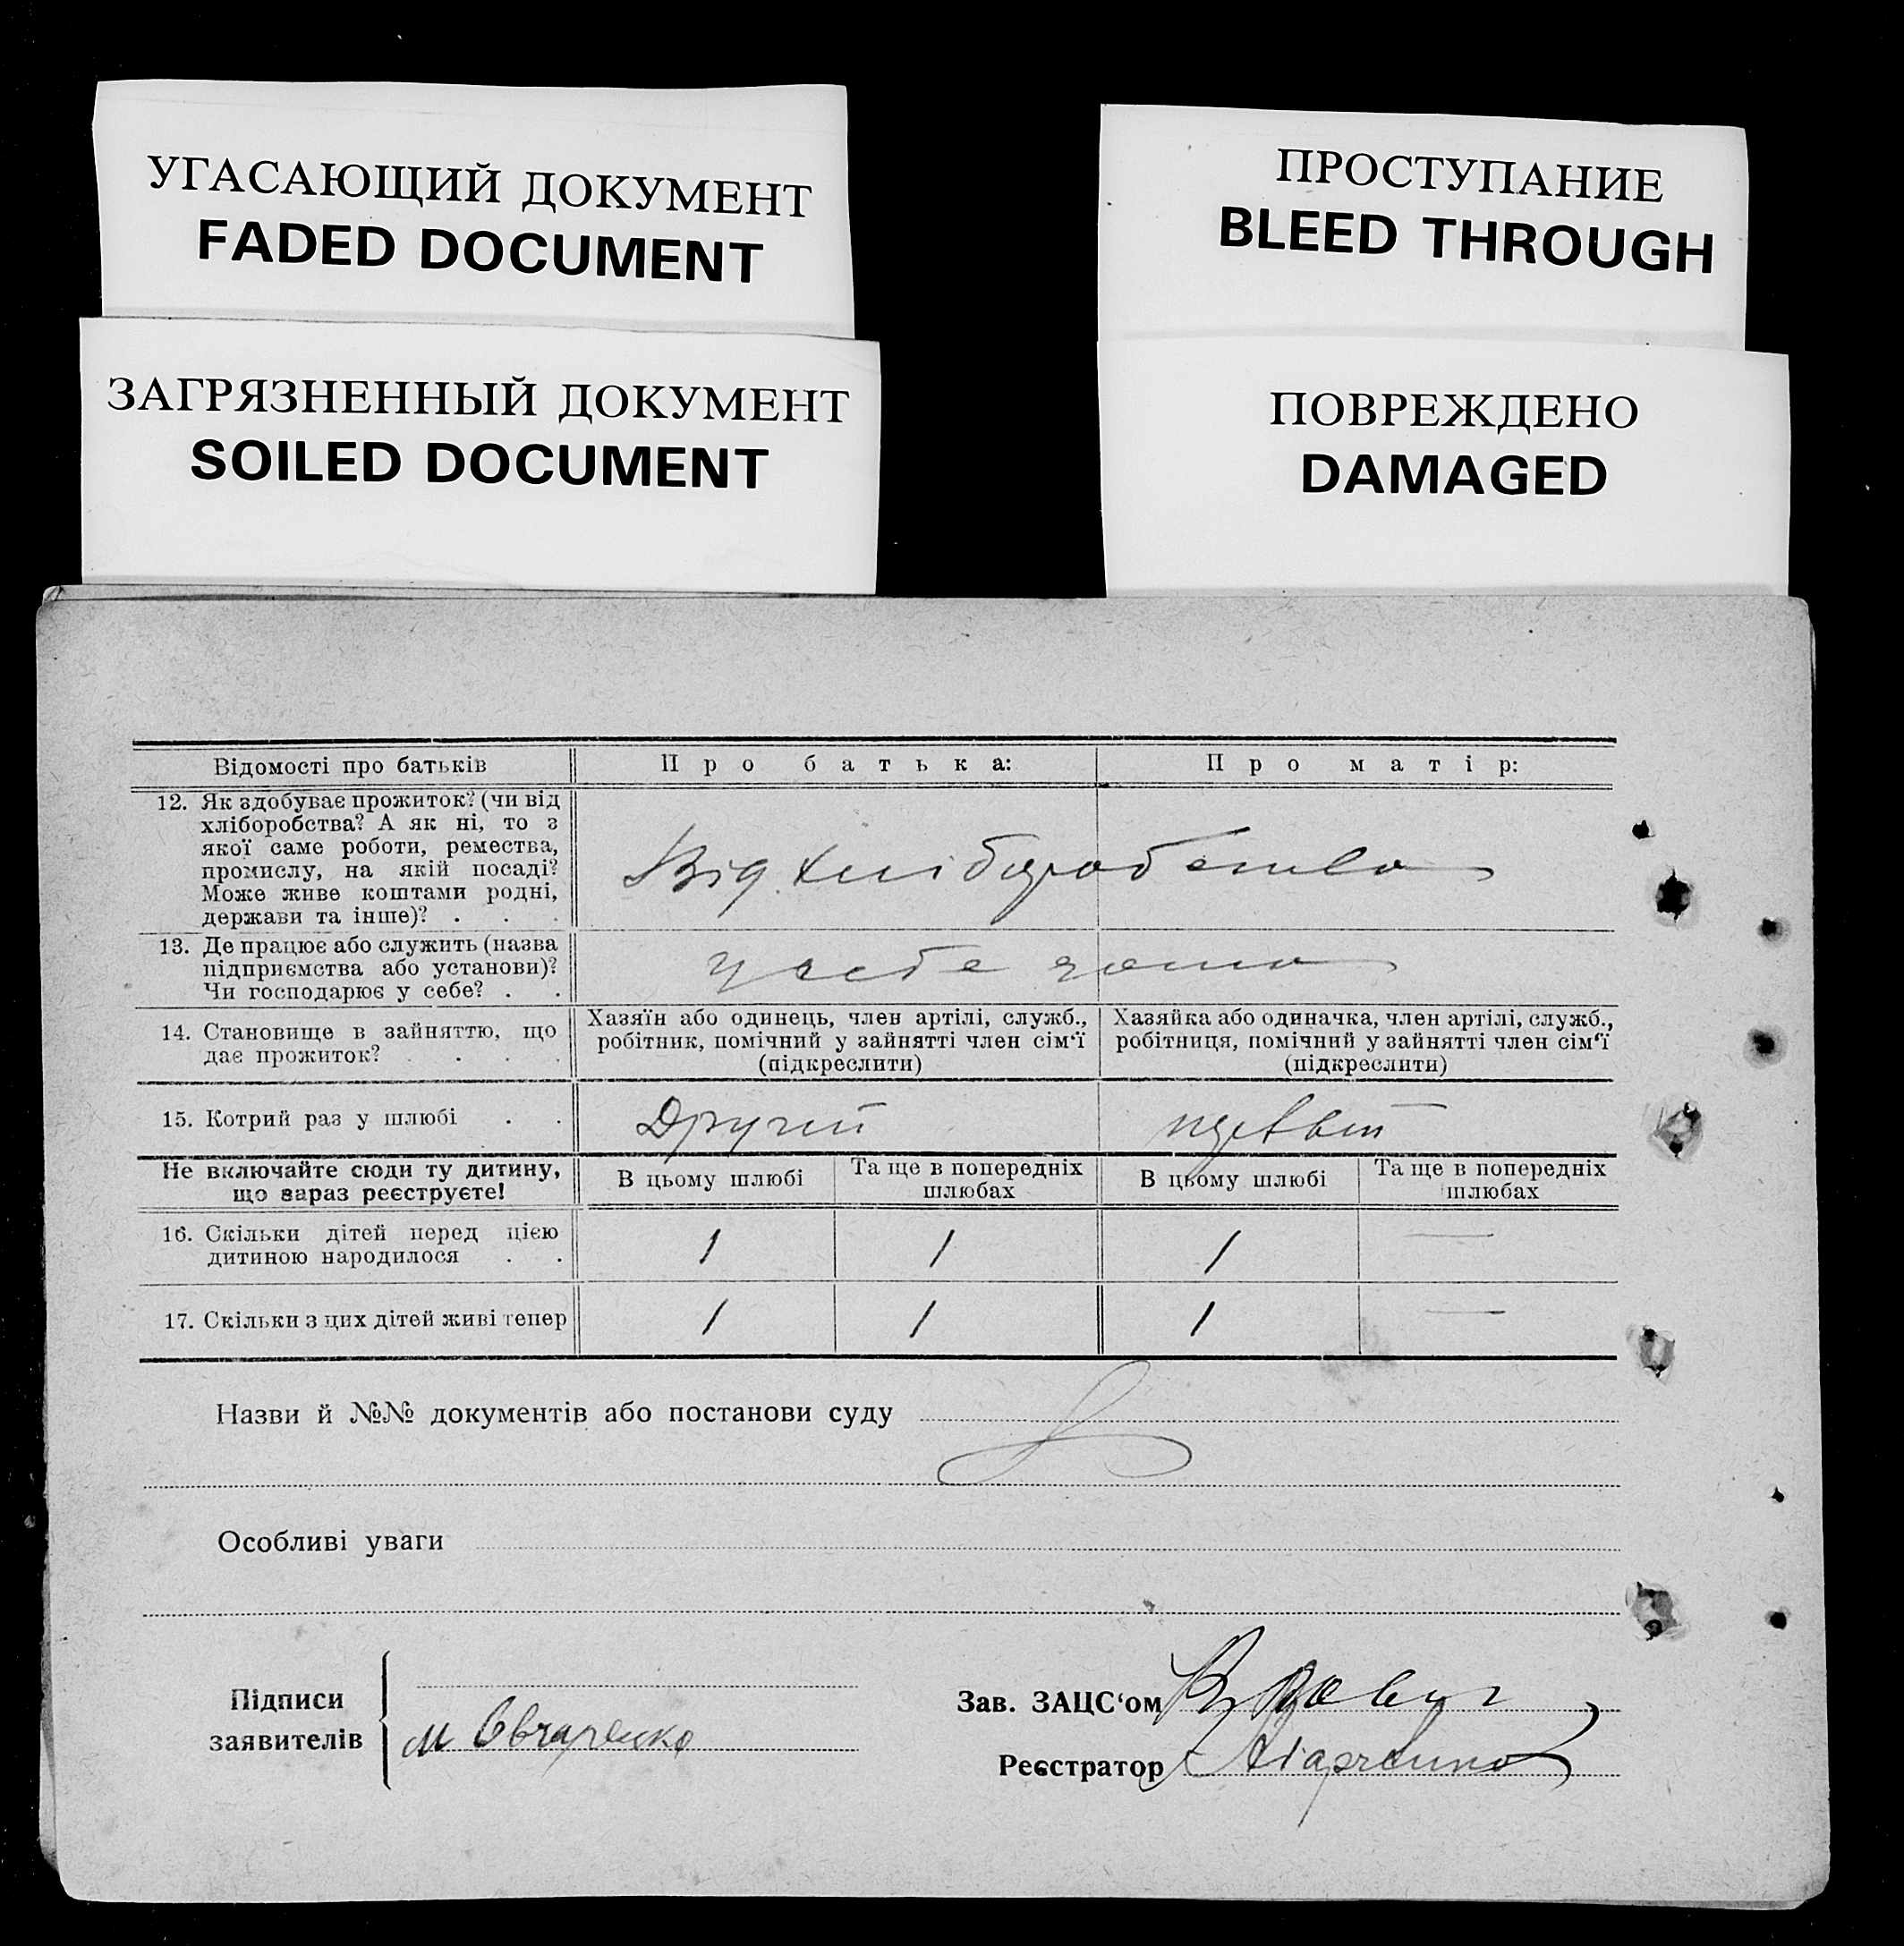 УГАСАЮЩИЙ ДОКУМЕНТ
FADED DOCUMENT
ПРОСТУПАНИЕ
BLEED THROUGH
ЗАГРЯЗНЕННЫЙ ДОКУМЕНТ
SOILED DOCUMENT
ПОВРЕЖДЕНО
DAMAGED
Відомості про батьків
Про батька:
Про матір:
12. Як здобуває прожиток? (чи від
хліборобства? А як ні, то з
якої саме роботи, ремества,
промислу, на якій посаді?
Може живе коштами родні,
держави та інше)? . . .
Від хліборобства
13. Де працює або служить (назва
підприємства або установи)?
Чи господарює у себе? . .
у себе дома
14. Становище в зайняттю, що
дає прожиток? . . . .
Хазяїн або одинець, член артілі, служб.,
робітник, помічний у зайнятті член сім‘ї
(підкреслити)
Хазяйка або одиначка, член артілі, служб.,
робітниця, помічний у зайнятті член сім‘ї
(підкреслити)
15. Котрий раз у шлюбі . .
Другий
первий
Не включайте сюди ту дитину,
що зараз реєструєте!
В цьому шлюбі
Та ще в попередніх
шлюбах
В цьому шлюбі
Та ще в попередніх
шлюбах
16. Скільки дітей перед цією
дитиною народилося . .
1 1 1 —
17. Скільки з цих дітей живі тепер
1 1 1 —
Назви й №№ документів або постанови суду
Особливі уваги
Підписи
заявителів
М Овчаренко
Зав. ЗАЦС‘ом
Реєстратор